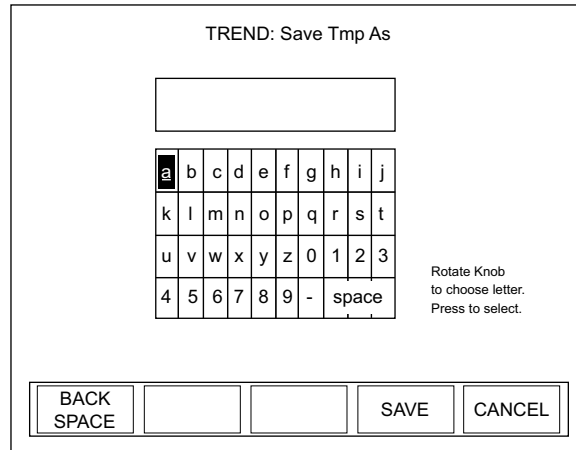 TREND: Save Tmp As
a b c d e f g h i j
k l m n o p q r s t
u v w x y z 0 1 2 3
4 5 6 7 8 9 - space
Rotate Knob
to choose letter.
Press to select.
BACK
SPACE
SAVE
CANCEL